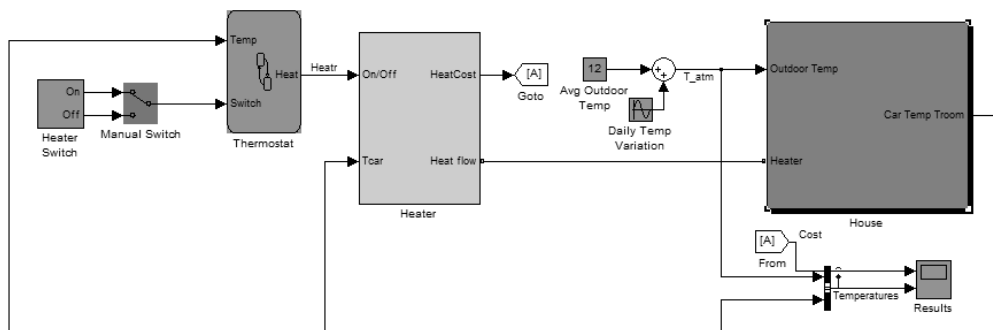 Temp
Heat
Switch
Thermostat
Heatr
On
Off
Heater
Switch
Manual Switch
On/Off
HeatCost
Tcar
Heat flow
Heater
[A]
Goto
12
Avg Outdoor
Temp
Daily Temp
Variation
T_atm
Outdoor Temp
Car Temp Troom
Heater
House
[A]
From
Cost
Temperatures
Results